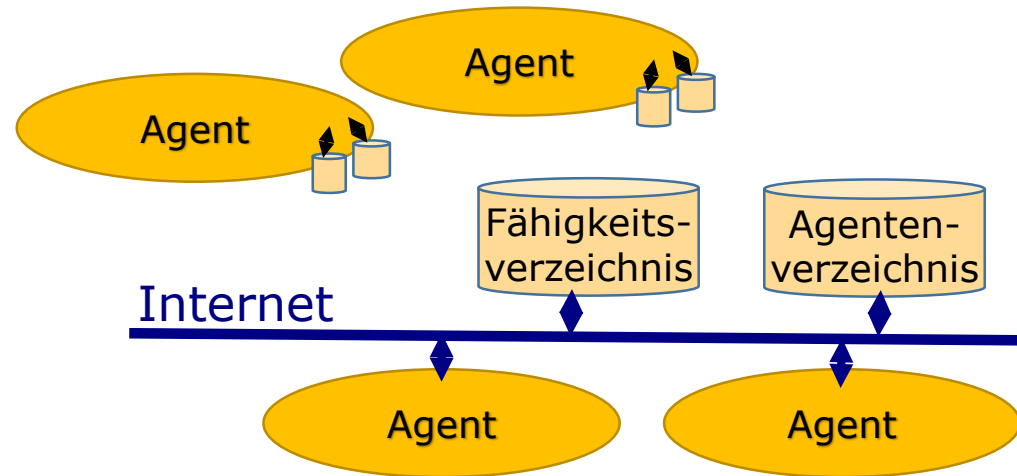 Agent
Agent
Fähigkeits-
verzeichnis
Agenten-
verzeichnis
Internet
Agent
Agent